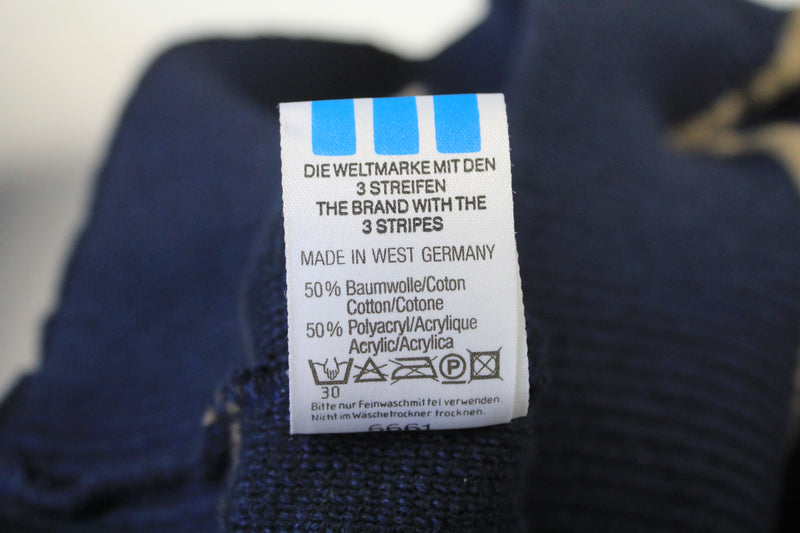 DIE WELTMARKE MIT DEN
3 STREIFEN
THE BRAND WITH THE
3 STRIPES
MADE IN WEST GERMANY
50% Baumwolle/Coton
Cotton/Cotone
50% Polyacryl/Acrylique
Acrylic/Acrylica
P
30
Bitte nur Feinwaschmittel verwenden.
Nicht im Wäschetrockner trocknen.
6661